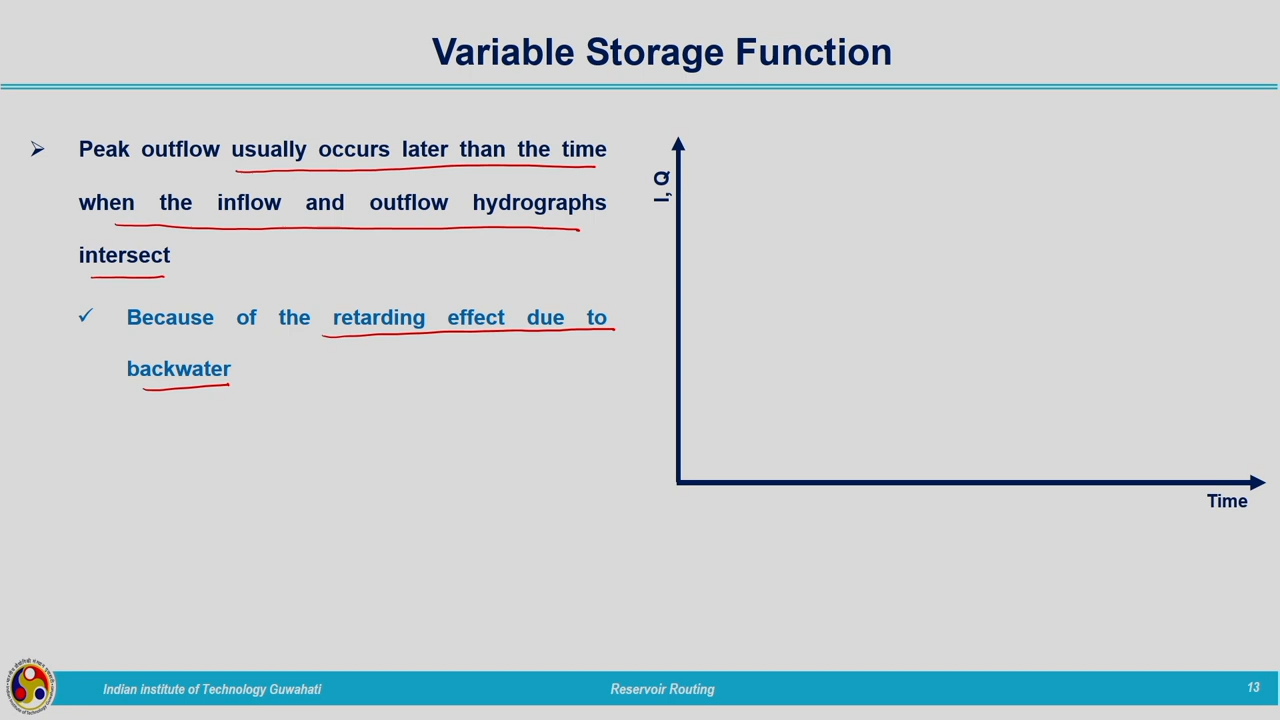 Variable Storage Function
➢ Peak outflow usually occurs later than the time
when the inflow and outflow hydrographs
intersect
✓ Because of the retarding effect due to
backwater
I, Q
Time
Indian institute of Technology Guwahati
Reservoir Routing
13